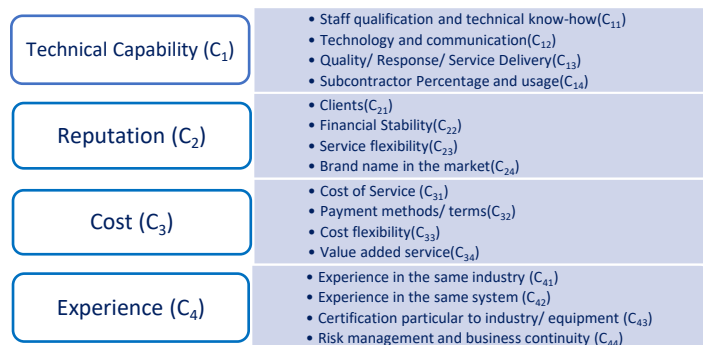 Technical Capability (C₁)
• Staff qualification and technical know-how(C₁₁)
• Technology and communication(C₁₂)
• Quality/ Response/ Service Delivery(C₁₃)
• Subcontractor Percentage and usage(C₁₄)
Reputation (C₂)
• Clients(C₂₁)
• Financial Stability(C₂₂)
• Service flexibility(C₂₃)
• Brand name in the market(C₂₄)
Cost (C₃)
• Cost of Service (C₃₁)
• Payment methods/ terms(C₃₂)
• Cost flexibility(C₃₃)
• Value added service(C₃₄)
Experience (C₄)
• Experience in the same industry (C₄₁)
• Experience in the same system (C₄₂)
• Certification particular to industry/ equipment (C₄₃)
• Risk management and business continuity (C₄₄)